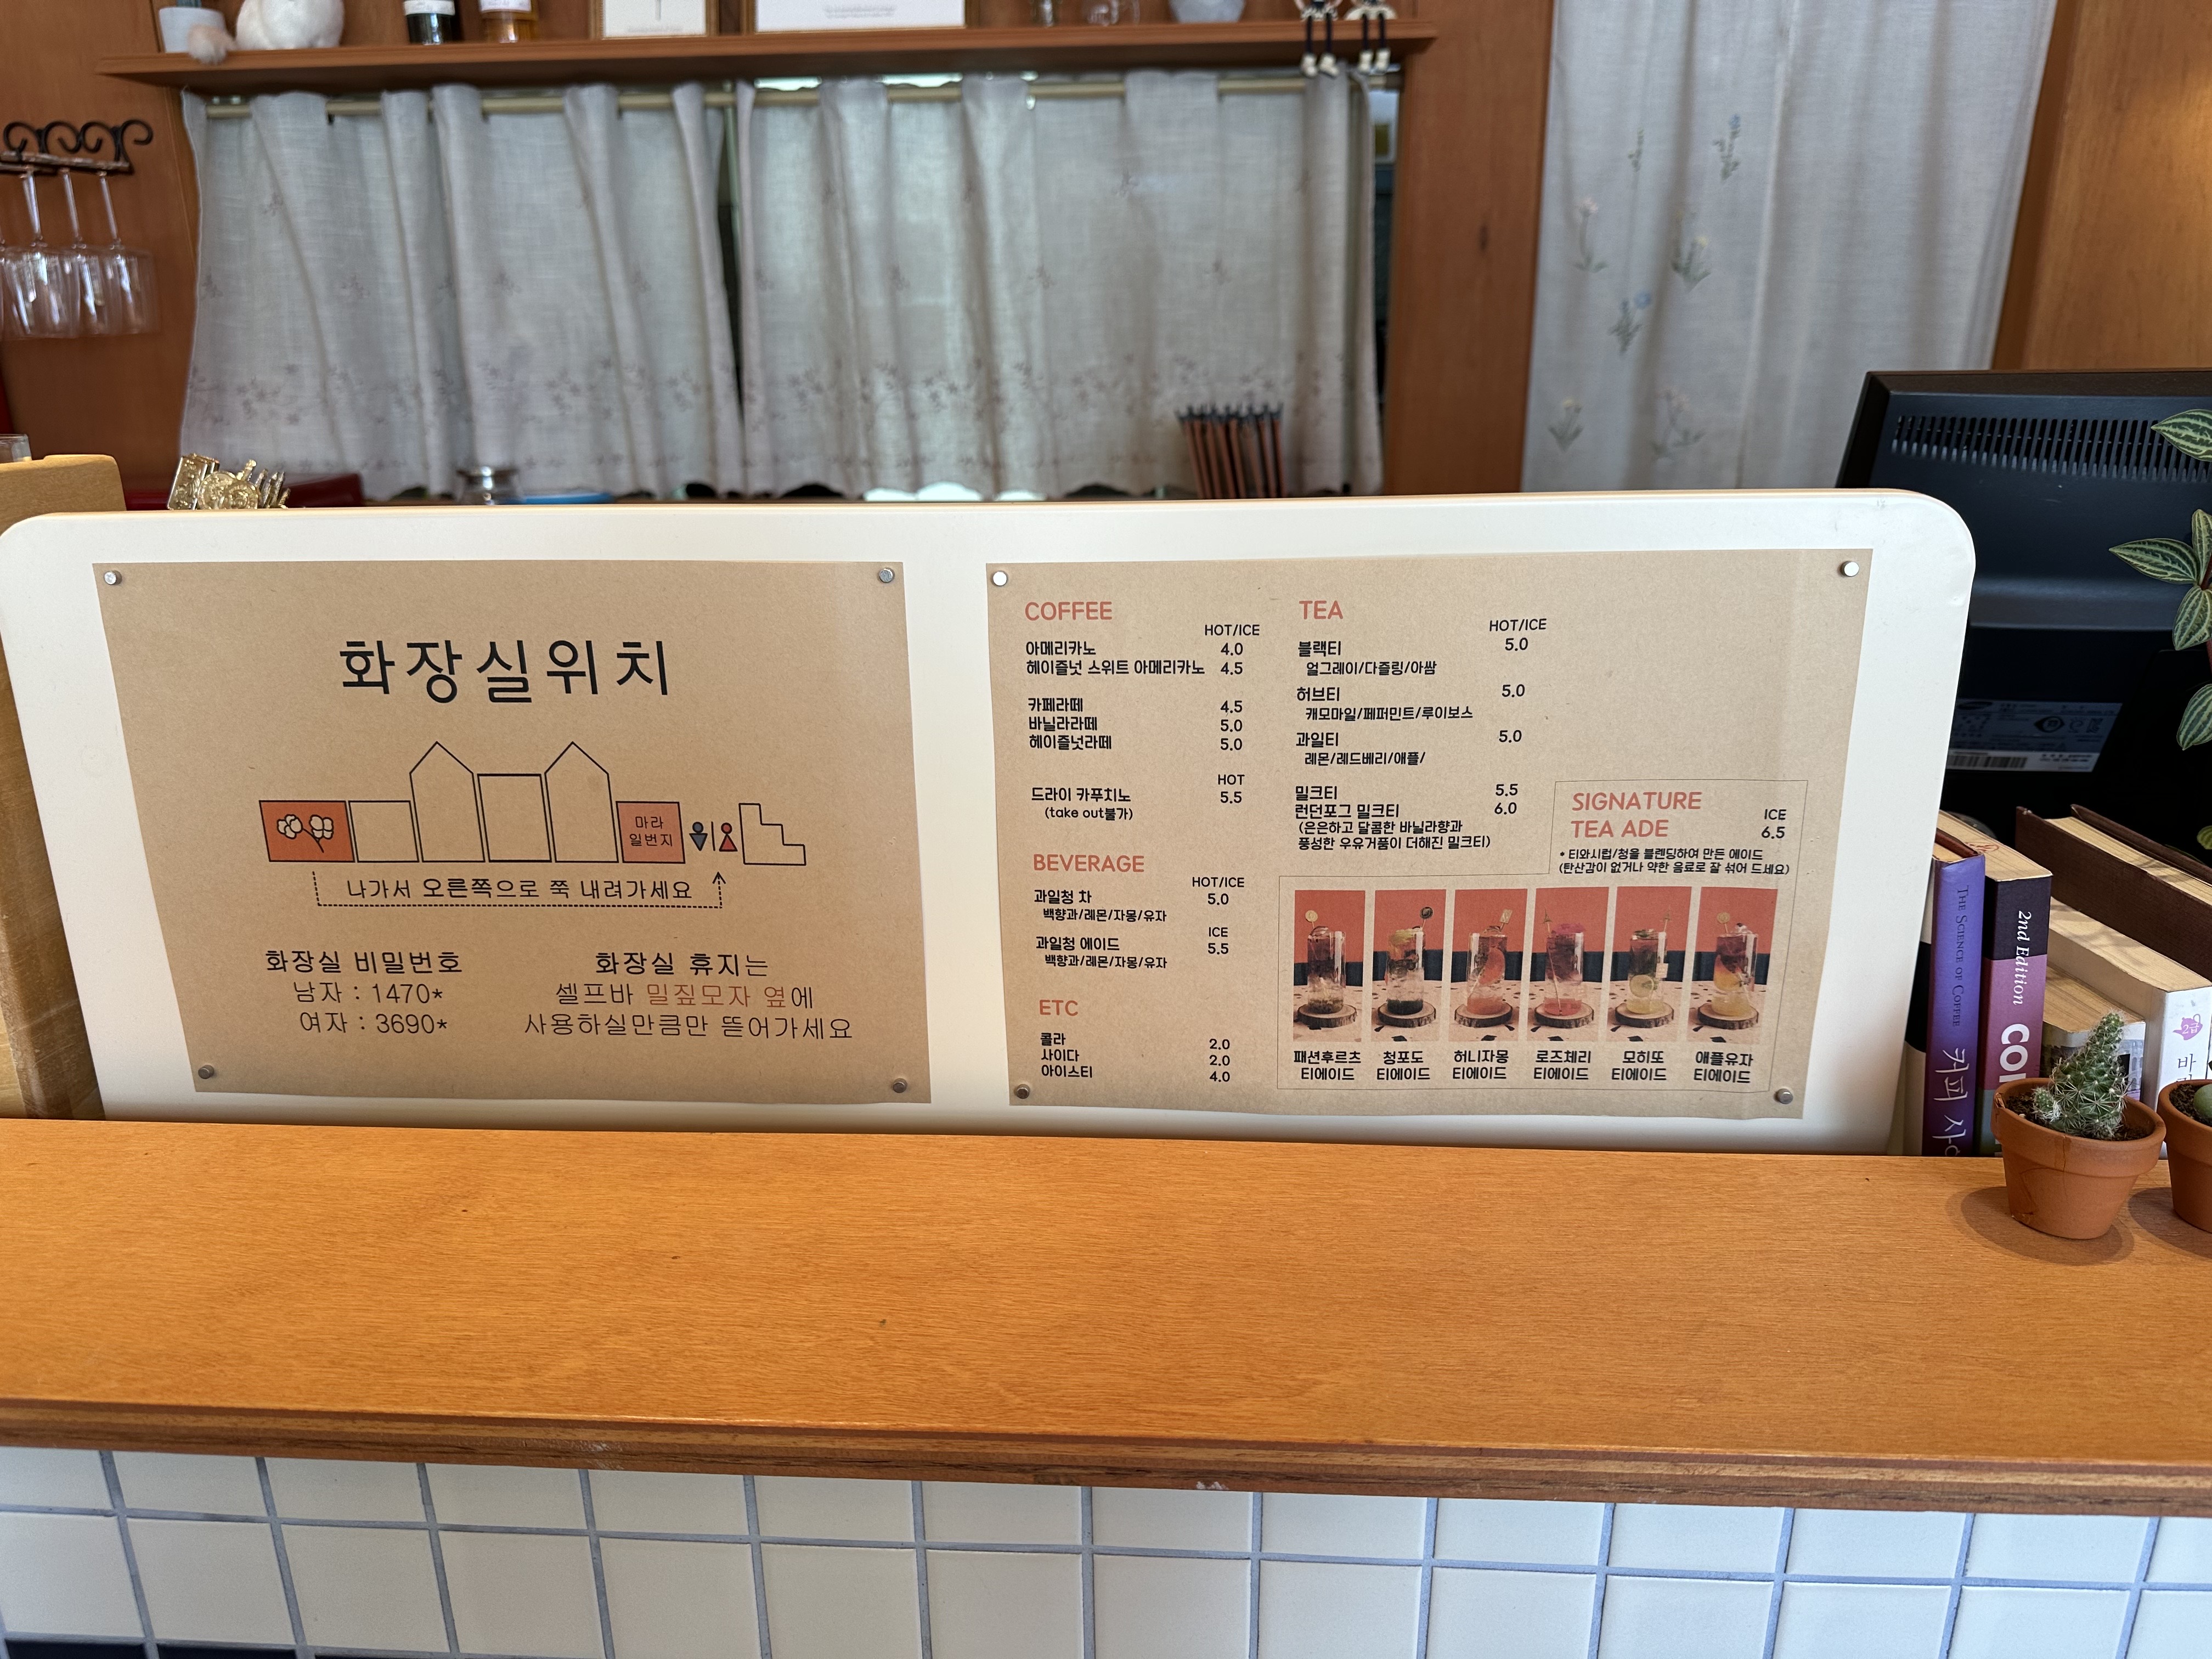 화장실위치
마라
일번지
나가서 오른쪽으로 쭉 내려가세요
화장실 비밀번호
남자 : 1470*
여자 : 3690*
화장실 휴지는
셀프바 밀짚모자 옆에
사용하실만큼만 뜯어가세요
COFFEE
HOT/ICE
아메리카노 4.0
헤이즐넛 스위트 아메리카노 4.5
카페라떼 4.5
바닐라라떼 5.0
헤이즐넛라떼 5.0
HOT
드라이 카푸치노 5.5
(take out불가)
BEVERAGE
HOT/ICE
과일청 차 5.0
백향과/레몬/자몽/유자
ICE
과일청 에이드 5.5
백향과/레몬/자몽/유자
ETC
콜라 2.0
사이다 2.0
아이스티 4.0
TEA
HOT/ICE
블랙티 5.0
얼그레이/다즐링/아쌈
허브티 5.0
캐모마일/페퍼민트/루이보스
과일티 5.0
레몬/레드베리/애플/
밀크티 5.5
런던포그 밀크티 6.0
(은은하고 달콤한 바닐라향과
풍성한 우유거품이 더해진 밀크티)
SIGNATURE
TEA ADE
ICE
6.5
* 티와시럽/청을 블렌딩하여 만든 에이드
(탄산감이 없거나 약한 음료로 잘 섞어 드세요)
패션후르츠
티에이드
청포도
티에이드
허니자몽
티에이드
로즈체리
티에이드
모히또
티에이드
애플유자
티에이드
THE SCIENCE OF COFFEE
커피
2nd Edition
2급